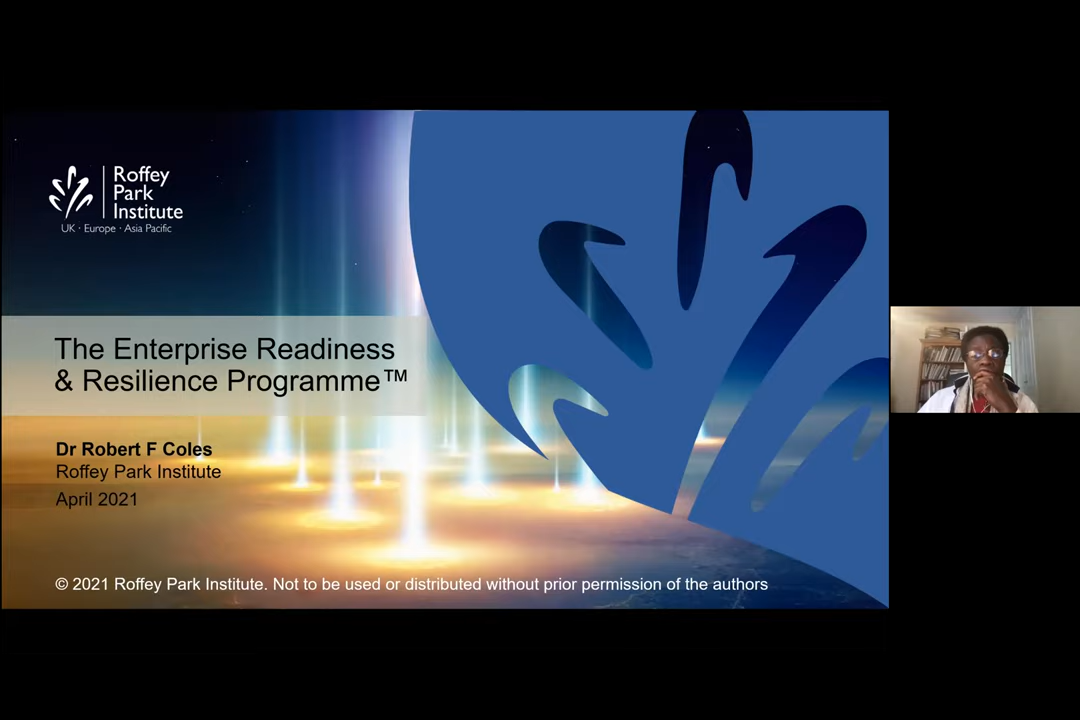 Roffey
Park
Institute
UK · Europe · Asia Pacific
The Enterprise Readiness
& Resilience Programme™
Dr Robert F Coles
Roffey Park Institute
April 2021
© 2021 Roffey Park Institute. Not to be used or distributed without prior permission of the authors